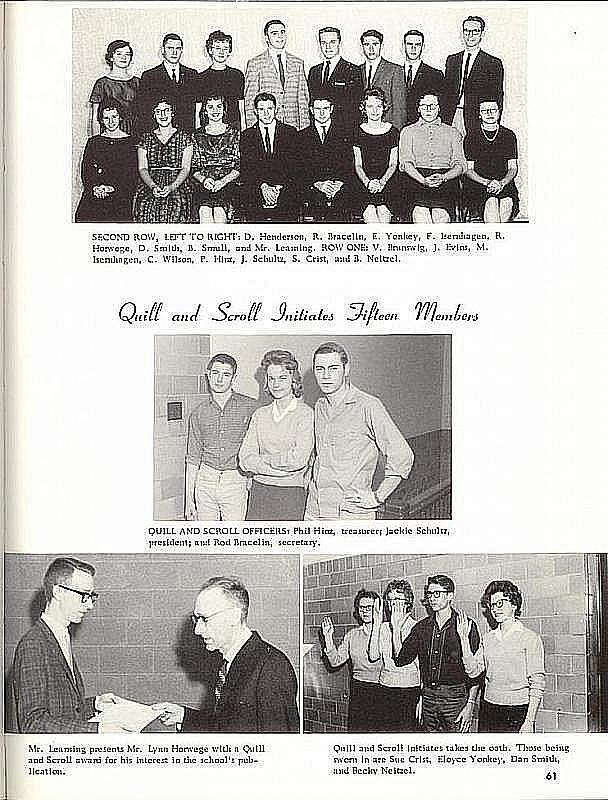 SECOND ROW, LEFT TO RIGHT: D. Henderson, R. Bracelin, E. Yonkey, F. Isernhagen, R.
Horwege, D. Smith, B. Small, and Mr. Leaming. ROW ONE: V. Brunswig, J. Evins, M.
Isernhagen, C. Wilson, P. Hinz, J. Schultz, S. Crist, and B. Neitzel.
Quill and Scroll Initiates Fifteen Members
QUILL AND SCROLL OFFICERS: Phil Hinz, treasurer; Jackie Schultz,
president; and Rod Bracelin, secretary.
Mr. Leaming presents Mr. Lynn Horwege with a Quill
and Scroll award for his interest in the school's pub-
lication.
Quill and Scroll initiates takes the oath. Those being
sworn in are Sue Crist, Eloyce Yonkey, Dan Smith,
and Becky Neitzel.
61